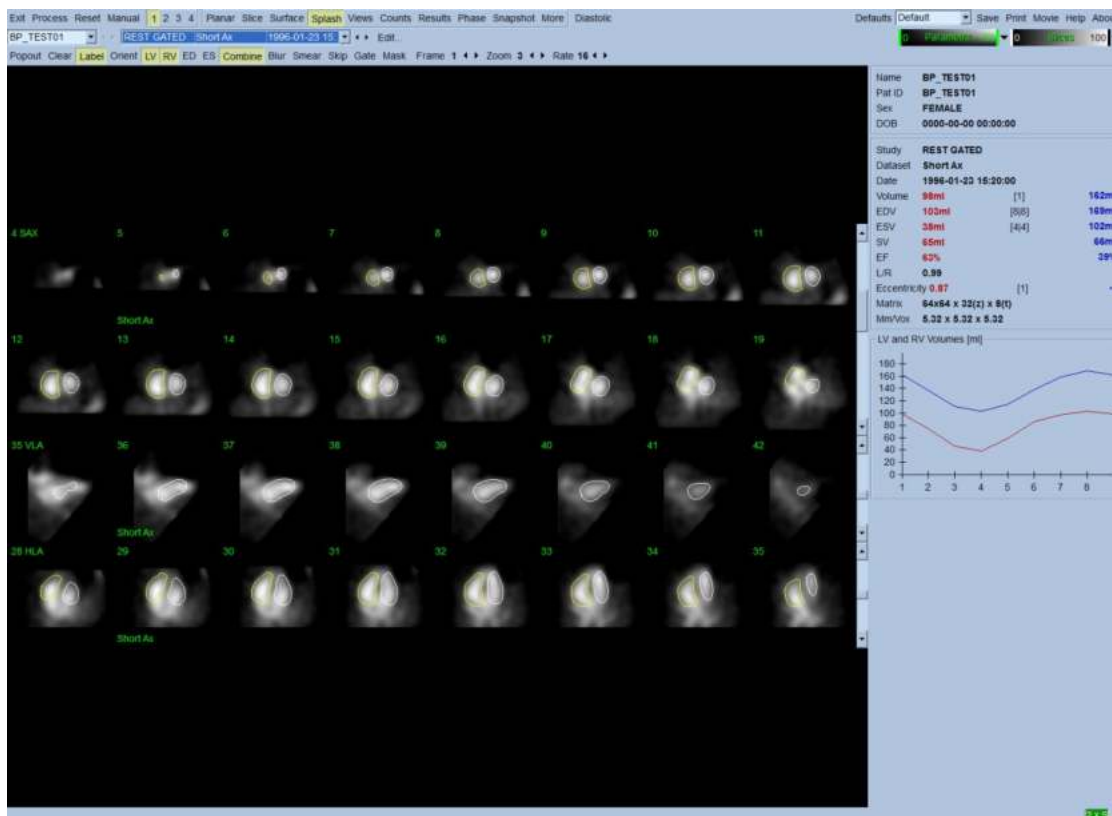 Exit Process Reset Manual 1 2 3 4 Planar Slice Surface Splash Views Counts Results Phase Snapshot More Diastolic Defaults Default Save Print Movie Help
BP_TEST01 REST GATED Short Ax 1996-01-23 15: Edit... 0 0 Slices 100
Popout Clear Label Orient LV RV ED ES Combine Blur Smear Skip Gate Mask Frame 1 Zoom 3 Rate 16
Name BP_TEST01
Pat ID BP_TEST01
Sex FEMALE
DOB 0000-00-00 00:00:00
Study REST GATED
Dataset Short Ax
Date 1996-01-23 15:20:00
Volume 98ml [1] 162m
EDV 103ml [8|8] 169m
ESV 38ml [4|4] 102m
SV 65ml 66m
EF 63% 39%
L/R 0.99
Eccentricity 0.87 [1] -
Matrix 64x64 x 32(z) x 8(t)
Mm/Vox 5.32 x 5.32 x 5.32
LV and RV Volumes [ml]
180
160
140
120
100
80
60
40
20
0
1 2 3 4 5 6 7 8
4 SAX 5 6 7 8 9 10 11
Short Ax
12 13 14 15 16 17 18 19
35 VLA 36 37 38 39 40 41 42
Short Ax
28 HLA 29 30 31 32 33 34 35
Short Ax